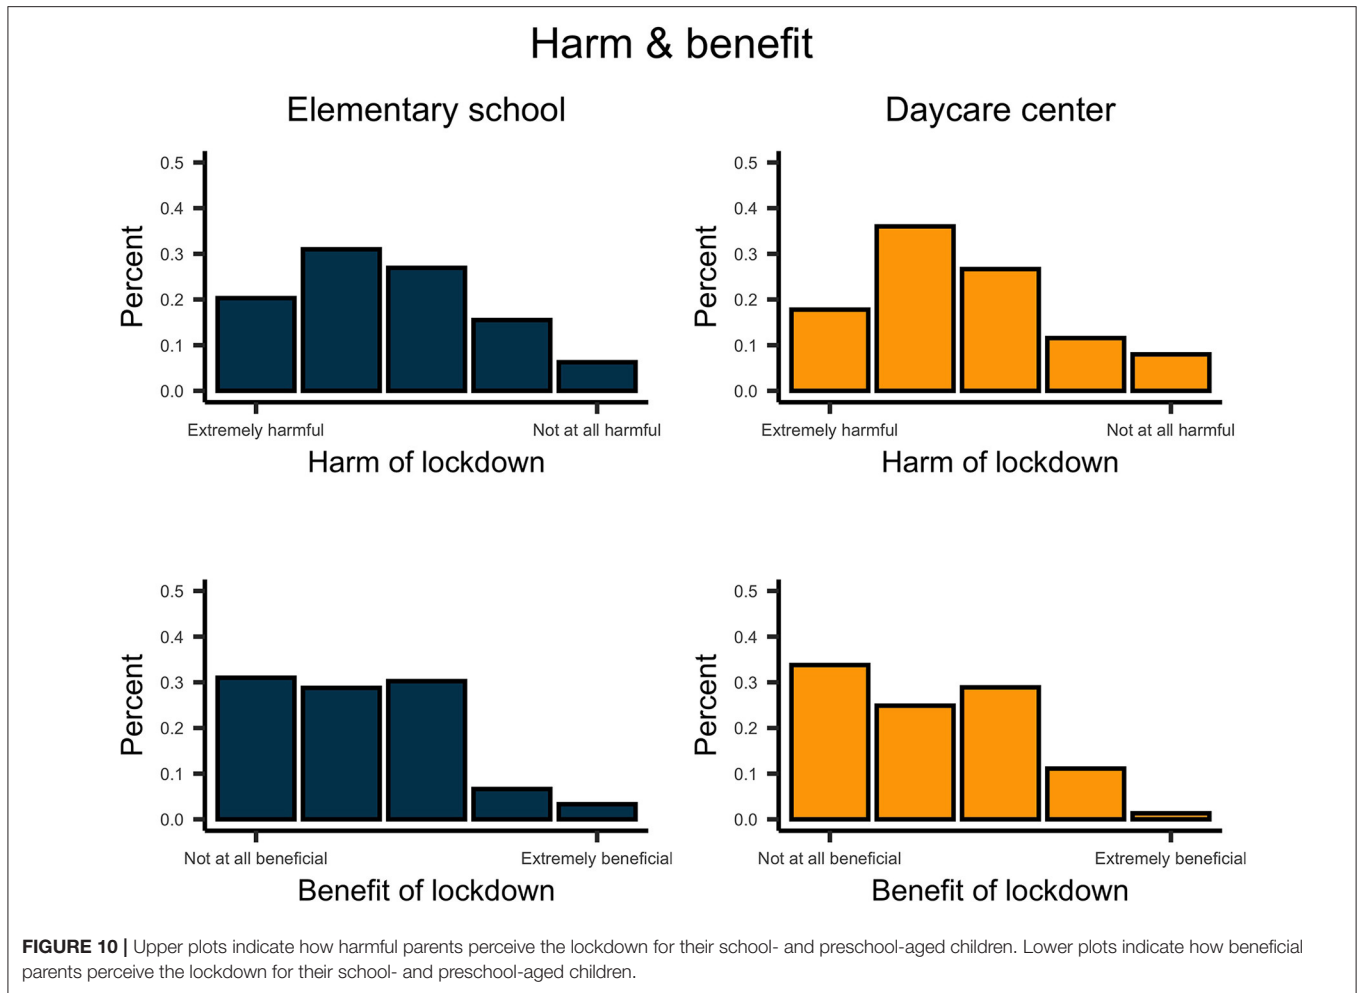 Harm & benefit
Elementary school
Daycare center
0.5
0.4
0.3
0.2
0.1
0.0
Percent
Extremely harmful
Not at all harmful
Harm of lockdown
0.5
0.4
0.3
0.2
0.1
0.0
Percent
Extremely harmful
Not at all harmful
Harm of lockdown
0.5
0.4
0.3
0.2
0.1
0.0
Percent
Not at all beneficial
Extremely beneficial
Benefit of lockdown
0.5
0.4
0.3
0.2
0.1
0.0
Percent
Not at all beneficial
Extremely beneficial
Benefit of lockdown
FIGURE 10 | Upper plots indicate how harmful parents perceive the lockdown for their school- and preschool-aged children. Lower plots indicate how beneficial
parents perceive the lockdown for their school- and preschool-aged children.